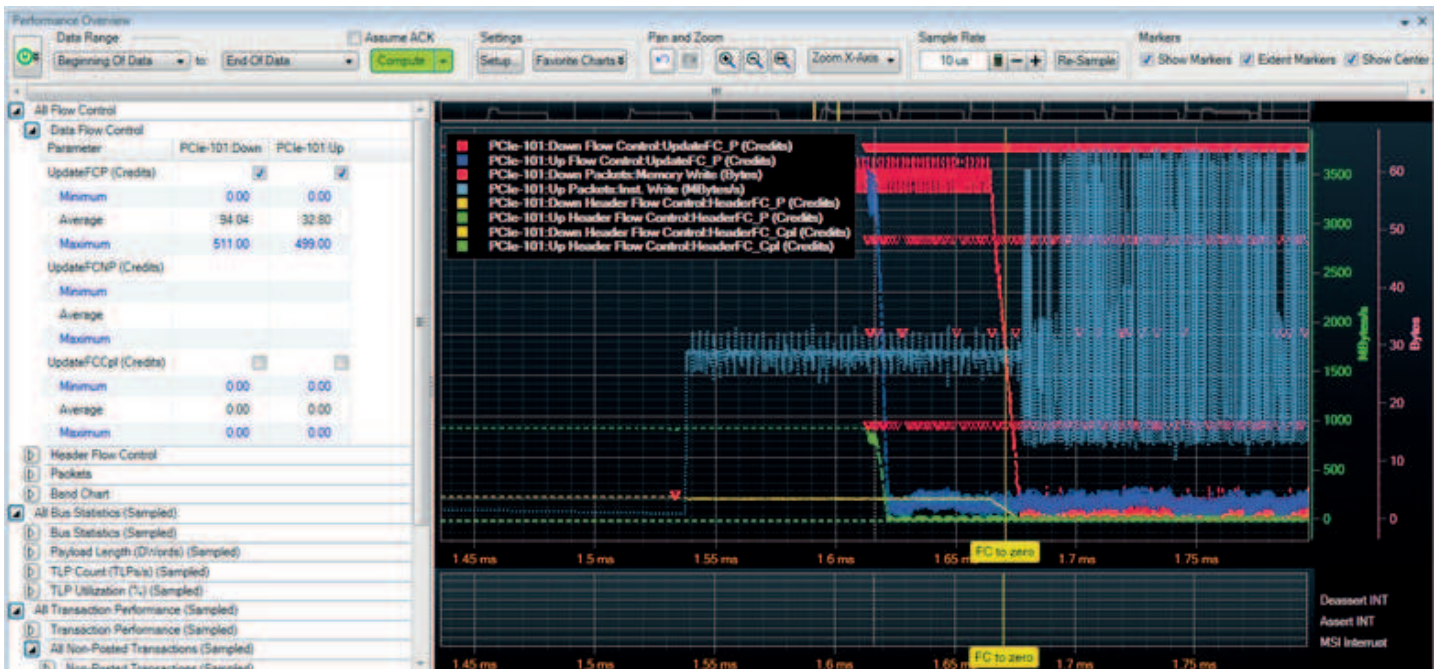 Performance Overview
Data Range
Assume ACK
Settings
Pan and Zoom
Sample Rate
Markers
Beginning Of Data to: End Of Data Compute Setup... Favorite Charts Zoom X-Axis 10 us Re-Sample Show Markers Extent Markers Show Center
All Flow Control
Data Flow Control
Parameter PCIe-101:Down PCIe-101:Up
UpdateFCP (Credits)
Minimum 0.00 0.00
Average 94.04 32.80
Maximum 511.00 499.00
UpdateFCNP (Credits)
Minimum
Average
Maximum
UpdateFCCpl (Credits)
Minimum 0.00 0.00
Average 0.00 0.00
Maximum 0.00 0.00
Header Flow Control
Packets
Band Chart
All Bus Statistics (Sampled)
Bus Statistics (Sampled)
Payload Length (DWords) (Sampled)
TLP Count (TLPs/s) (Sampled)
TLP Utilization (%) (Sampled)
All Transaction Performance (Sampled)
Transaction Performance (Sampled)
All Non-Posted Transactions (Sampled)
Non-Posted Transactions (Sampled)
PCIe-101:Down Flow Control:UpdateFC_P (Credits)
PCIe-101:Up Flow Control:UpdateFC_P (Credits)
PCIe-101:Down Packets:Memory Write (Bytes)
PCIe-101:Up Packets:Inst. Write (MBytes/s)
PCIe-101:Down Header Flow Control:HeaderFC_P (Credits)
PCIe-101:Up Header Flow Control:HeaderFC_P (Credits)
PCIe-101:Down Header Flow Control:HeaderFC_Cpl (Credits)
PCIe-101:Up Header Flow Control:HeaderFC_Cpl (Credits)
3500
3000
2500
2000
1500
1000
500
0
MBytes/s
60
50
40
30
20
10
0
Bytes
1.45 ms 1.5 ms 1.55 ms 1.6 ms 1.65 FC to zero 1.7 ms 1.75 ms
Deassert INT
Assert INT
MSI Interrupt
1.45 ms 1.5 ms 1.55 ms 1.6 ms 1.65 FC to zero 1.7 ms 1.75 ms